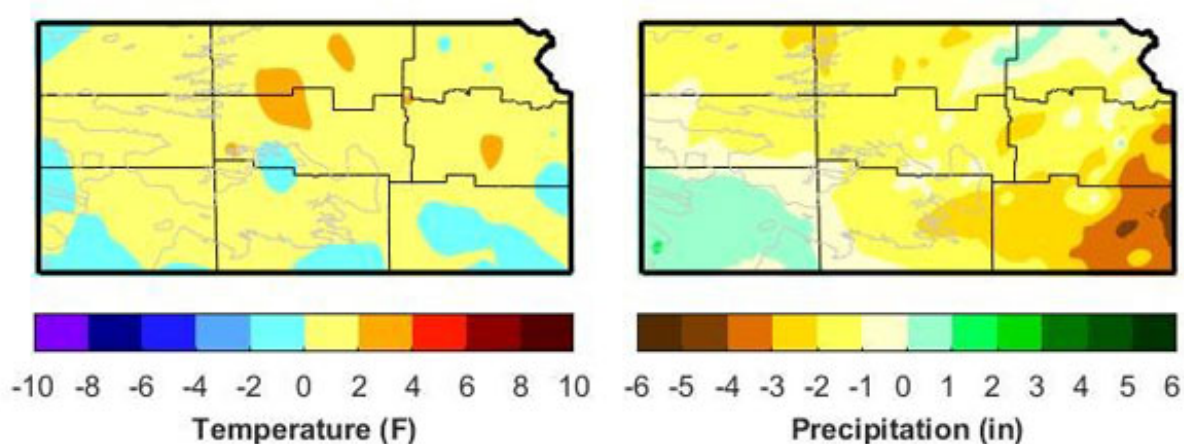 -10 -8 -6 -4 -2 0 2 4 6 8 10
Temperature (F)
-6 -5 -4 -3 -2 -1 0 1 2 3 4 5 6
Precipitation (in)